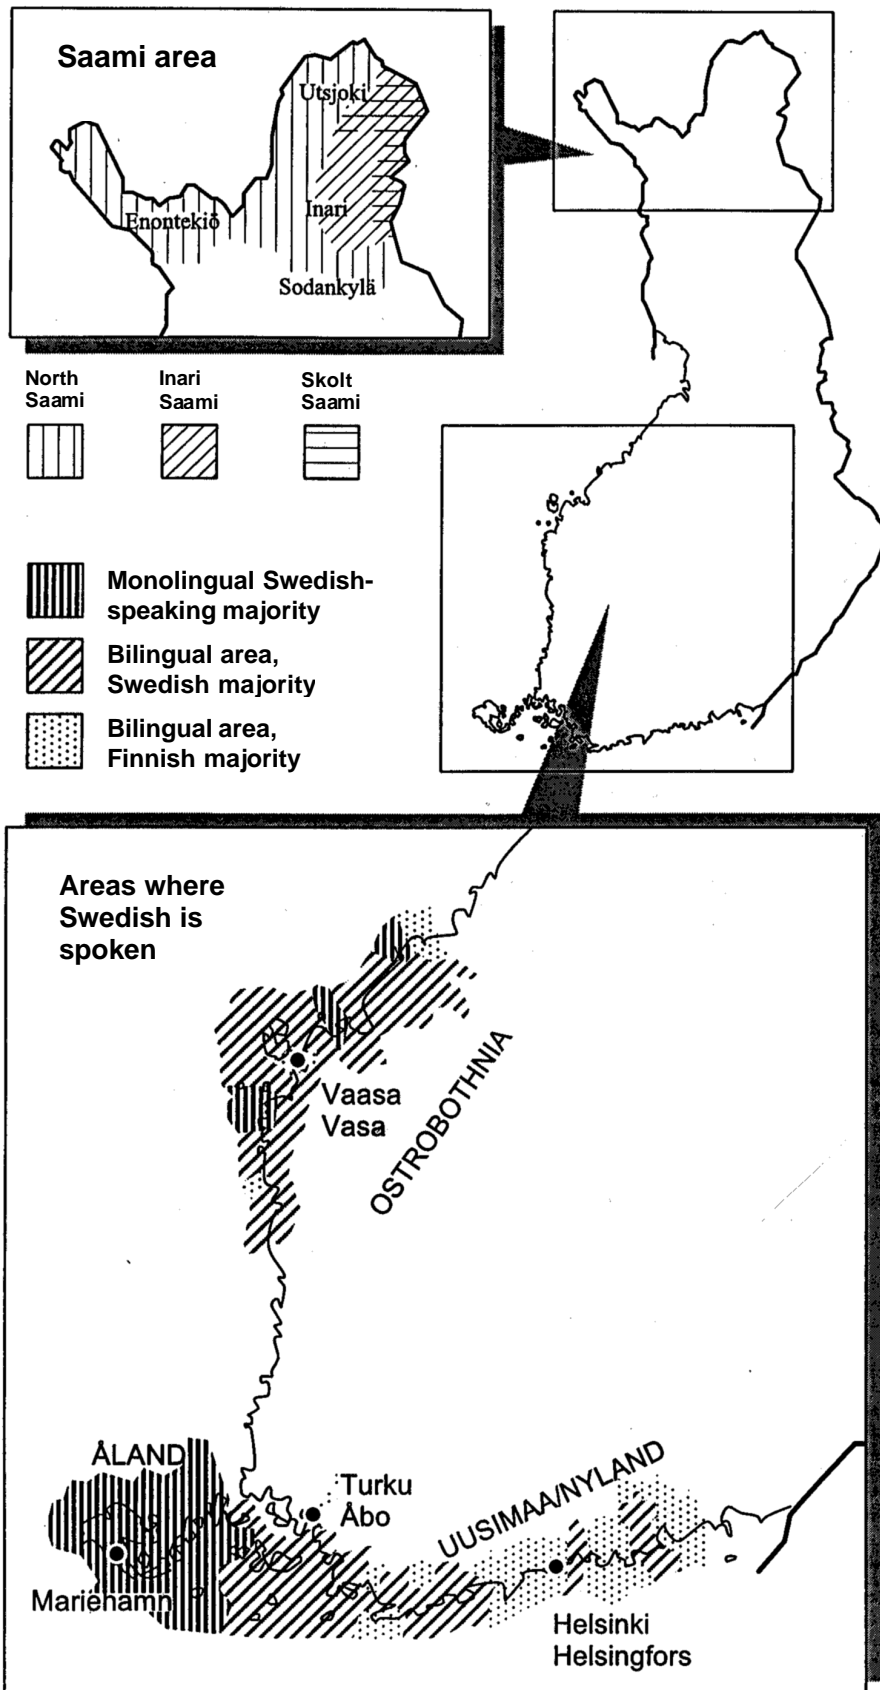 Saami area
Utsjoki
Inari
Enontekiö
Sodankylä
North
Saami
Inari
Saami
Skolt
Saami
Monolingual Swedish-
speaking majority
Bilingual area,
Swedish majority
Bilingual area,
Finnish majority
Areas where
Swedish is
spoken
Vaasa
Vasa
OSTROBOTHNIA
ÅLAND
Turku
Åbo
UUSIMAA/NYLAND
Mariehamn
Helsinki
Helsingfors